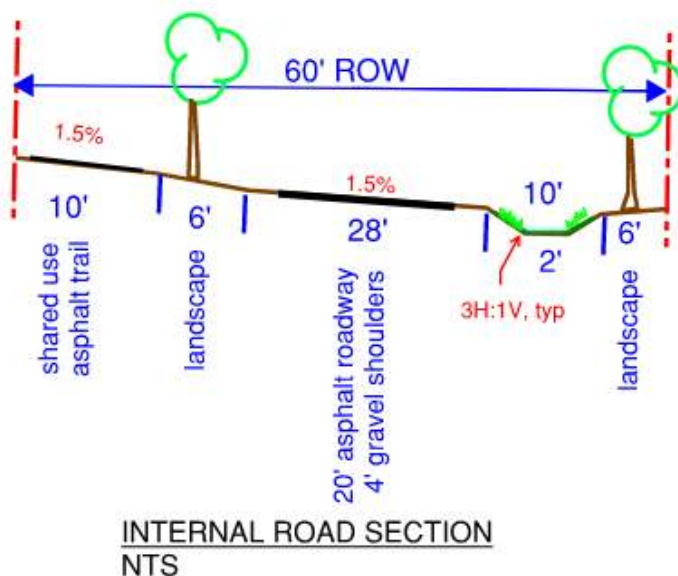 60' ROW
1.5%
10'
shared use
asphalt trail
6'
landscape
1.5%
28'
20' asphalt roadway
4' gravel shoulders
10'
2'
3H:1V, typ
6'
landscape
INTERNAL ROAD SECTION
NTS